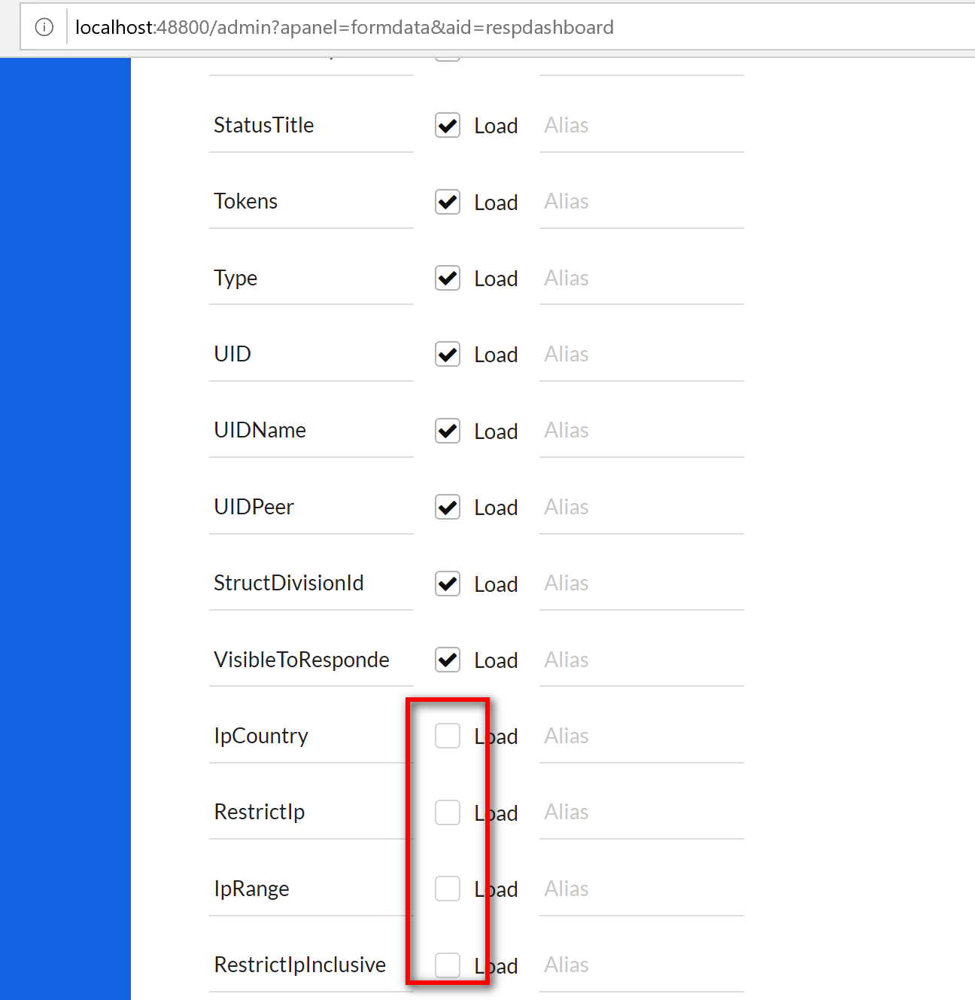 localhost:48800/admin?apanel=formdata&aid=respdashboard
StatusTitle Load Alias
Tokens Load Alias
Type Load Alias
UID Load Alias
UIDName Load Alias
UIDPeer Load Alias
StructDivisionId Load Alias
VisibleToResponde Load Alias
IpCountry Load Alias
RestrictIp Load Alias
IpRange Load Alias
RestrictIpInclusive Load Alias